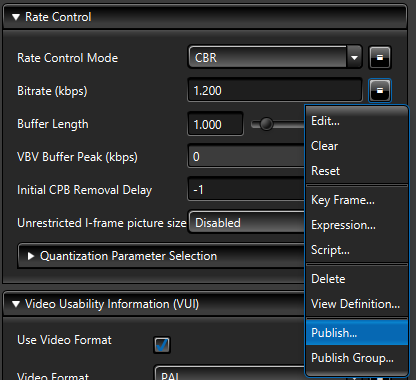 Rate Control
Rate Control Mode CBR =
Bitrate (kbps) 1.200 =
Buffer Length 1.000
VBV Buffer Peak (kbps) 0
Initial CPB Removal Delay -1
Unrestricted I-frame picture size Disabled
Quantization Parameter Selection
Video Usability Information (VUI)
Use Video Format
Video Format PAL
Edit...
Clear
Reset
Key Frame...
Expression...
Script...
Delete
View Definition...
Publish...
Publish Group...